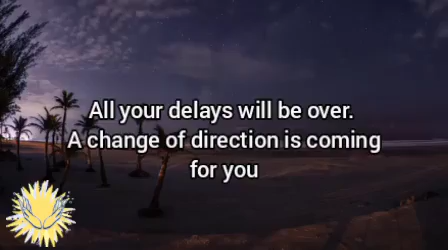 All your delays will be over.
A change of direction is coming
for you